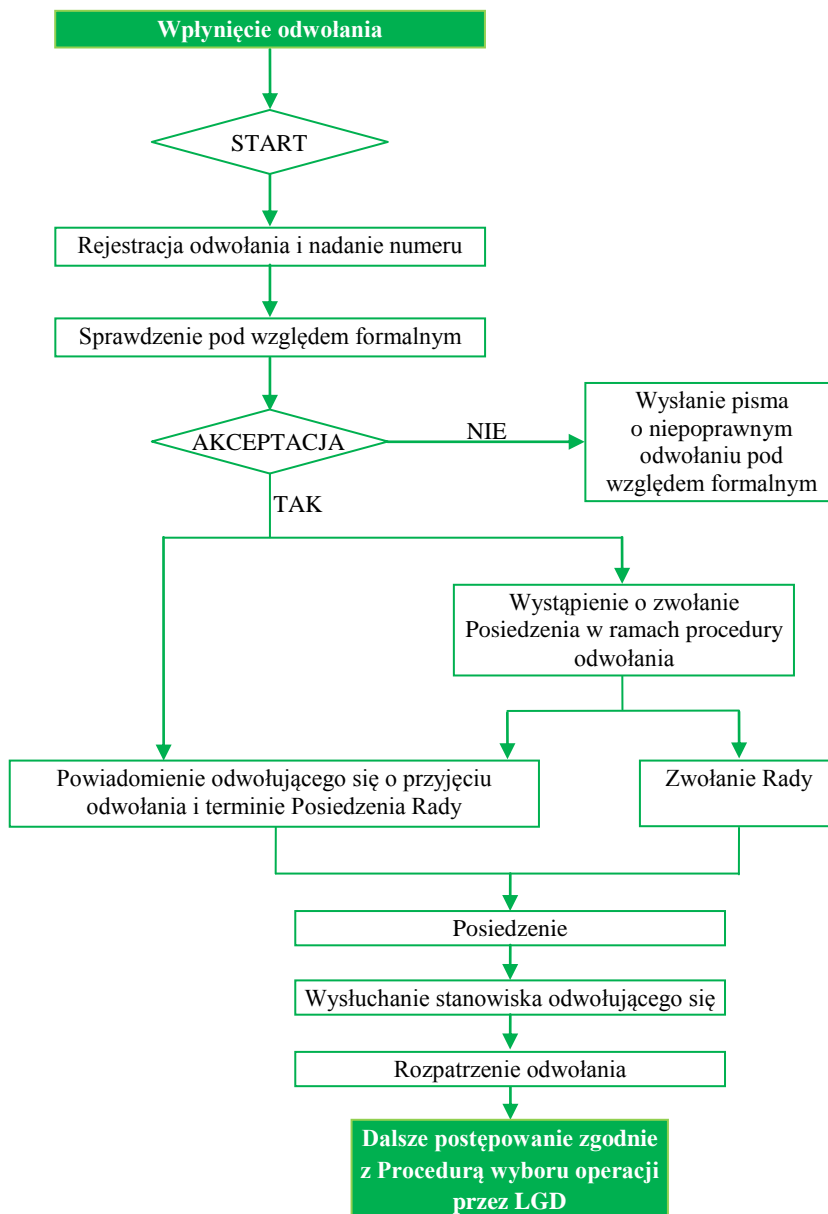 Wpłynięcie odwołania
START
Rejestracja odwołania i nadanie numeru
Sprawdzenie pod względem formalnym
AKCEPTACJA
NIE
Wysłanie pisma
o niepoprawnym
odwołaniu pod
względem formalnym
TAK
Wystąpienie o zwołanie
Posiedzenia w ramach procedury
odwołania
Powiadomienie odwołującego się o przyjęciu
odwołania i terminie Posiedzenia Rady
Zwołanie Rady
Posiedzenie
Wysłuchanie stanowiska odwołującego się
Rozpatrzenie odwołania
Dalsze postępowanie zgodnie
z Procedurą wyboru operacji
przez LGD